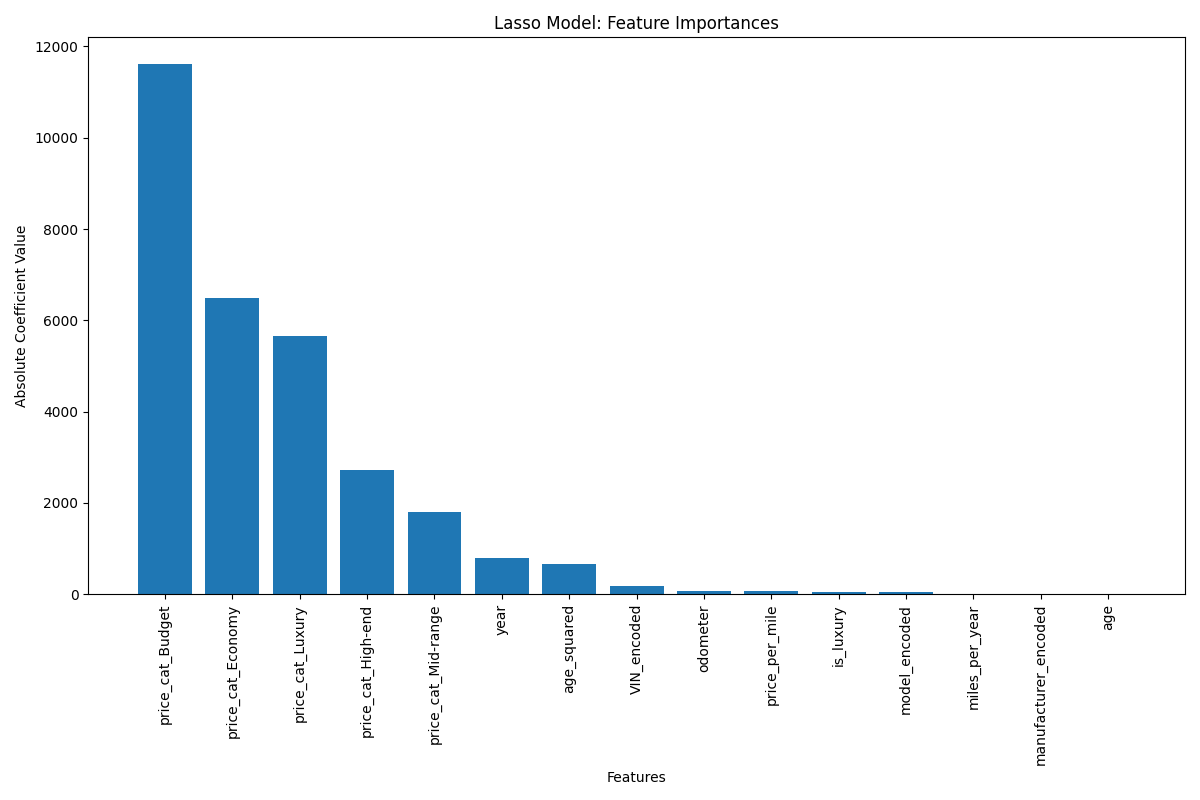 Lasso Model: Feature Importances
Absolute Coefficient Value
12000
10000
8000
6000
4000
2000
0
price_cat_Budget
price_cat_Economy
price_cat_Luxury
price_cat_High-end
price_cat_Mid-range
year
age_squared
VIN_encoded
odometer
price_per_mile
is_luxury
model_encoded
miles_per_year
manufacturer_encoded
age
Features